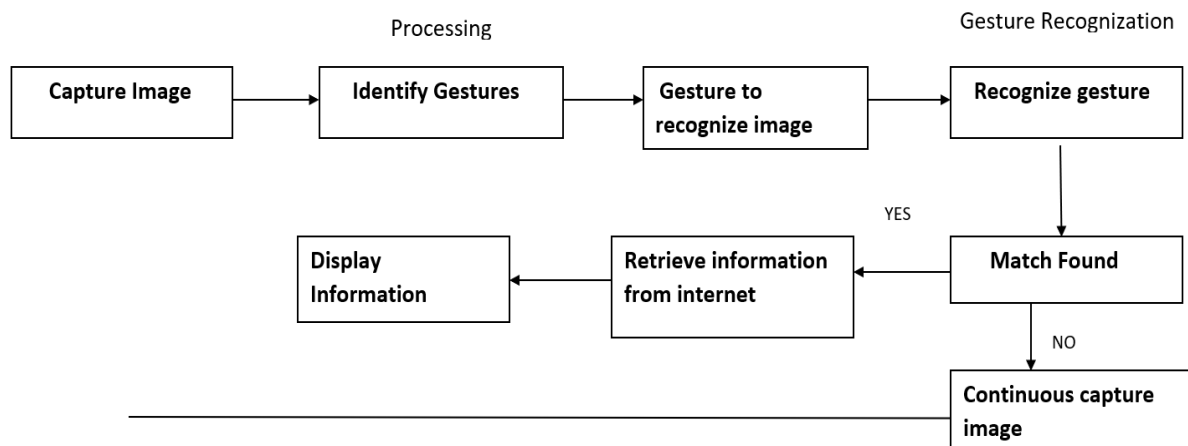 Processing
Gesture Recognization
Capture Image
Identify Gestures
Gesture to
recognize image
Recognize gesture
YES
Display
Information
Retrieve information
from internet
Match Found
NO
Continuous capture
image